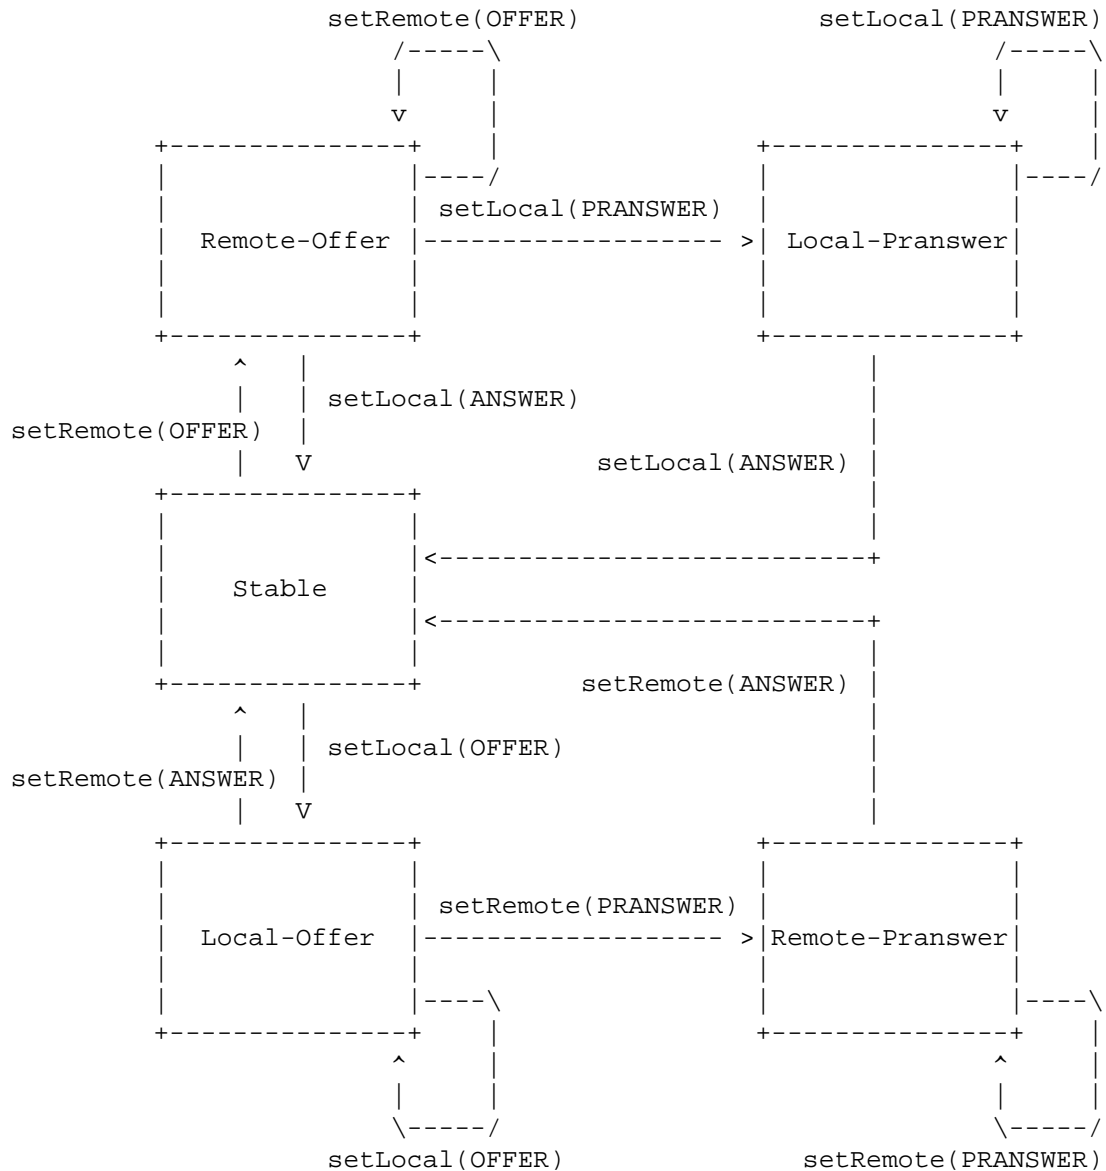 setRemote(OFFER) setLocal(PRANSWER)
setLocal(PRANSWER)
Remote-Offer Local-Pranswer
setLocal(ANSWER)
setRemote(OFFER)
setLocal(ANSWER)
Stable
setRemote(ANSWER)
setLocal(OFFER)
setRemote(ANSWER)
setRemote(PRANSWER)
Local-Offer Remote-Pranswer
setLocal(OFFER) setRemote(PRANSWER)